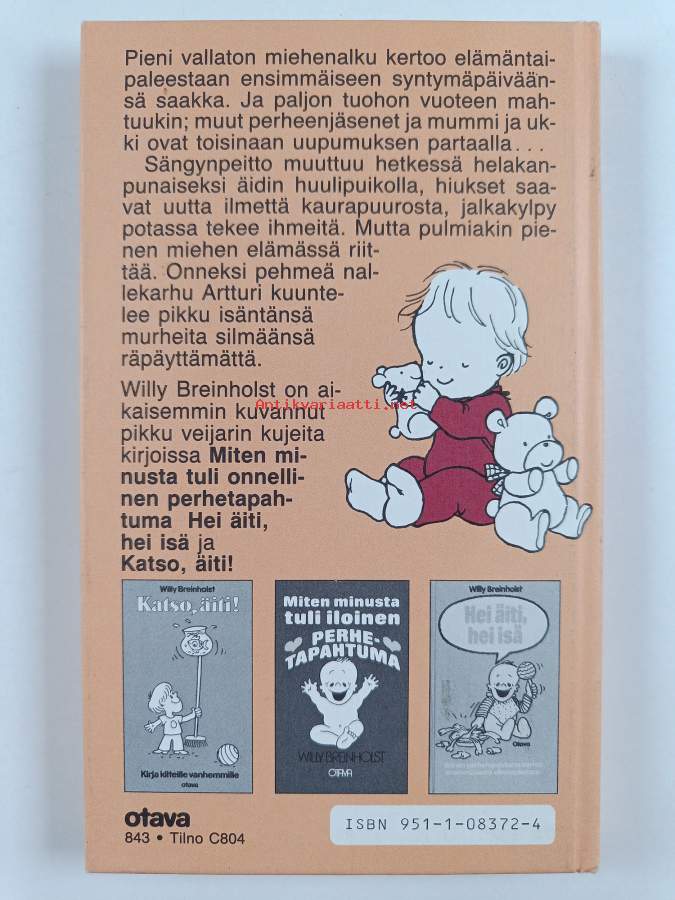 Pieni vallaton miehenalku kertoo elämäntai-
paleestaan ensimmäiseen syntymäpäivään-
sä saakka. Ja paljon tuohon vuoteen mah-
tuukin; muut perheenjäsenet ja mummi ja uk-
ki ovat toisinaan uupumuksen partaalla...
Sängynpeitto muuttuu hetkessä helakan-
punaiseksi äidin huulipuikolla, hiukset saa-
vat uutta ilmettä kaurapuurosta, jalkakylpy
potassa tekee ihmeitä. Mutta pulmiakin pie-
nen miehen elämässä riit-
tää. Onneksi pehmeä nal-
lekarhu Artturi kuunte-
lee pikku isäntänsä
murheita silmäänsä
räpäyttämättä.
Willy Breinholst on ai-
kaisemmin kuvannut
pikku veijarin kujeita
kirjoissa Miten mi-
nusta tuli onnelli-
nen perhetapah-
tuma Hei äiti,
hei isä ja
Katso, äiti!
Antikvariaatti.net
Willy Breinholst
Katso, äiti!
Kirja kilteille vanhemmille
otava
Miten minusta
tuli iloinen
PERHE-
TAPAHTUMA
WILLY BREINHOLST
OTAVA
Willy Breinholst
Hei äiti,
hei isä
Otava
otava
843 • Tilno C804
ISBN 951-1-08372-4